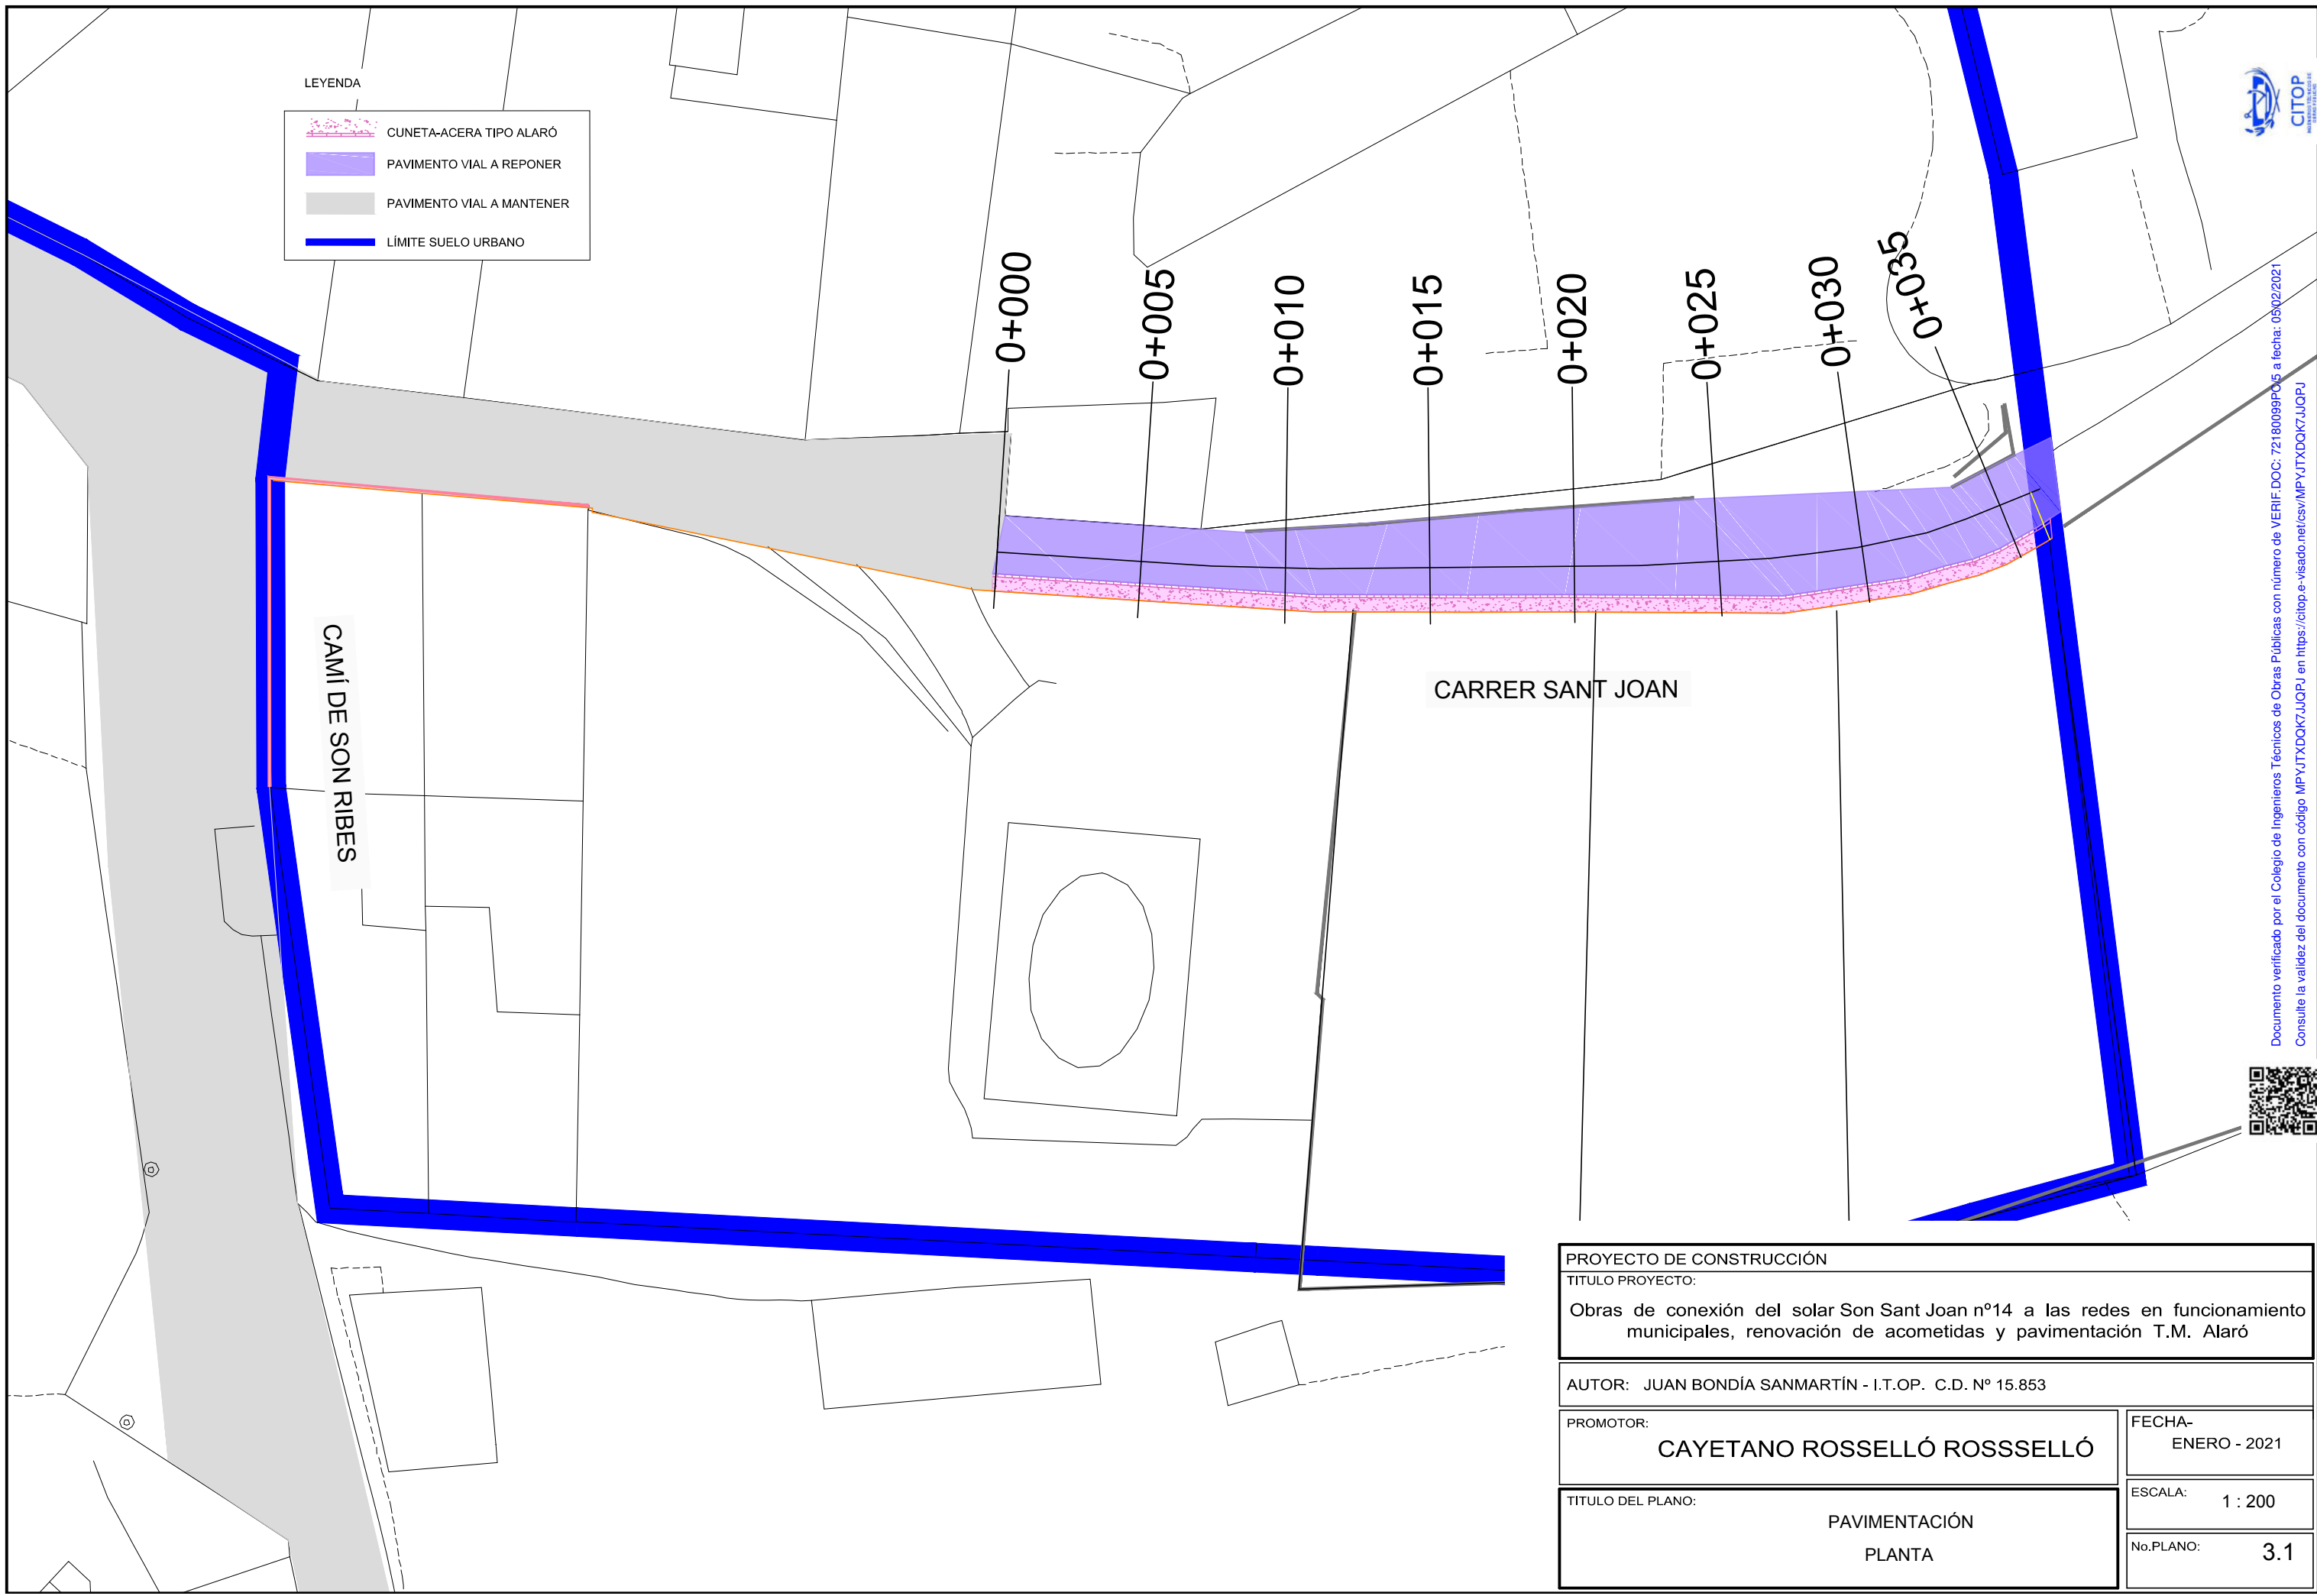 LEYENDA
CUNETA-ACERA TIPO ALARÓ
PAVIMENTO VIAL A REPONER
PAVIMENTO VIAL A MANTENER
LÍMITE SUELO URBANO
0+000
0+005
0+010
0+015
0+020
0+025
0+030
0+035
CAMÍ DE SON RIBES
CARRER SANT JOAN
CITOP
Documento verificado por el Colegio de Ingenieros Técnicos de Obras Públicas con número de VERIF.DOC: 72180099PC/5 a fecha: 05/02/2021
Consulte la validez del documento con código MPYJTXDQK7JJQPJ en https://citop.e-visado.net/csv/MPYJTXDQK7JJQPJ
PROYECTO DE CONSTRUCCIÓN
TITULO PROYECTO:
Obras de conexión del solar Son Sant Joan nº14 a las redes en funcionamiento
municipales, renovación de acometidas y pavimentación T.M. Alaró
AUTOR: JUAN BONDÍA SANMARTÍN - I.T.OP. C.D. Nº 15.853
PROMOTOR:
CAYETANO ROSSELLÓ ROSSSELLÓ
FECHA-
ENERO - 2021
TITULO DEL PLANO:
PAVIMENTACIÓN
PLANTA
ESCALA: 1 : 200
No.PLANO: 3.1